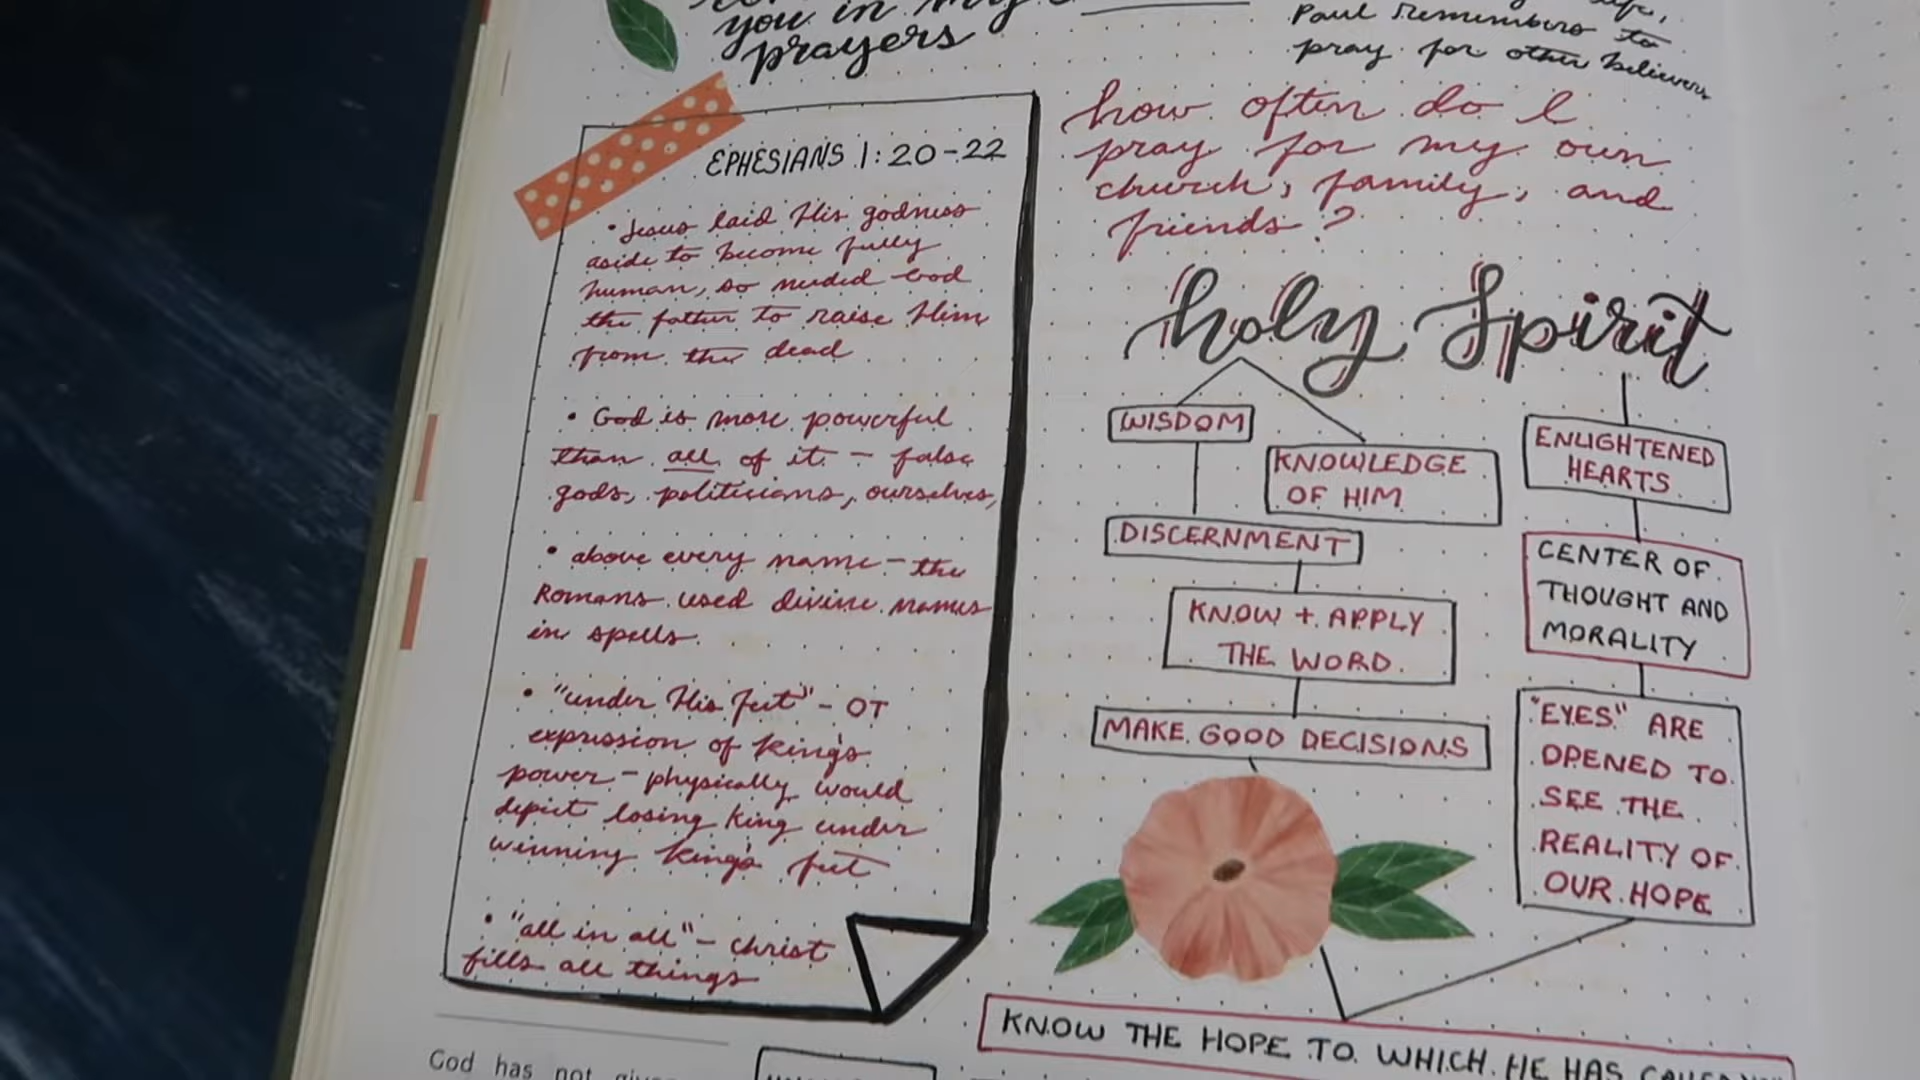 you in my
prayers
Paul remembers to
pray for other believers
EPHESIANS 1:20-22
• Jesus laid His godness
aside to become fully
human, so needed God
the father to raise Him
from the dead
• God is more powerful
than all of it - false
gods, politicians, ourselves,
• above every name - the
Romans used divine names
in spells.
• "under His feet" - OT
expression of king's
power - physically would
depict losing king under
winning king's feet
• "all in all" - Christ
fills all things
how often do I
pray for my own
church, family, and
friends?
holy Spirit
WISDOM
KNOWLEDGE
OF HIM
DISCERNMENT
KNOW + APPLY
THE WORD
MAKE GOOD DECISIONS
ENLIGHTENED
HEARTS
CENTER OF
THOUGHT AND
MORALITY
"EYES" ARE
OPENED TO
SEE THE
REALITY OF
OUR HOPE
KNOW THE HOPE TO WHICH HE HAS
God has not